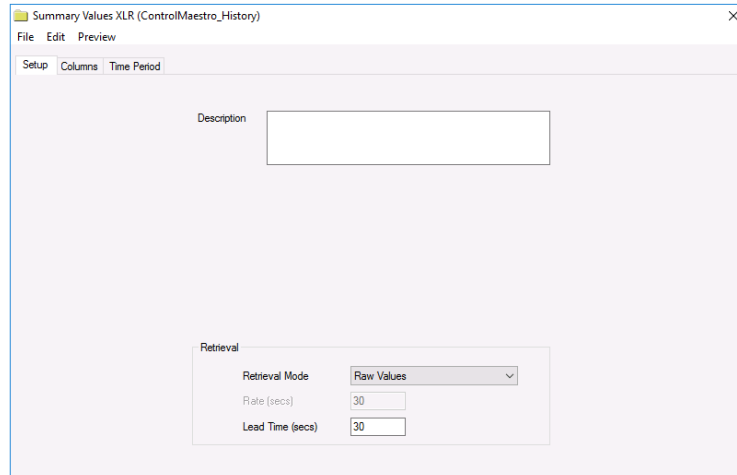 Summary Values XLR (ControlMaestro_History)
File Edit Preview
Setup Columns Time Period
Description
Retrieval
Retrieval Mode Raw Values
Rate (secs) 30
Lead Time (secs) 30